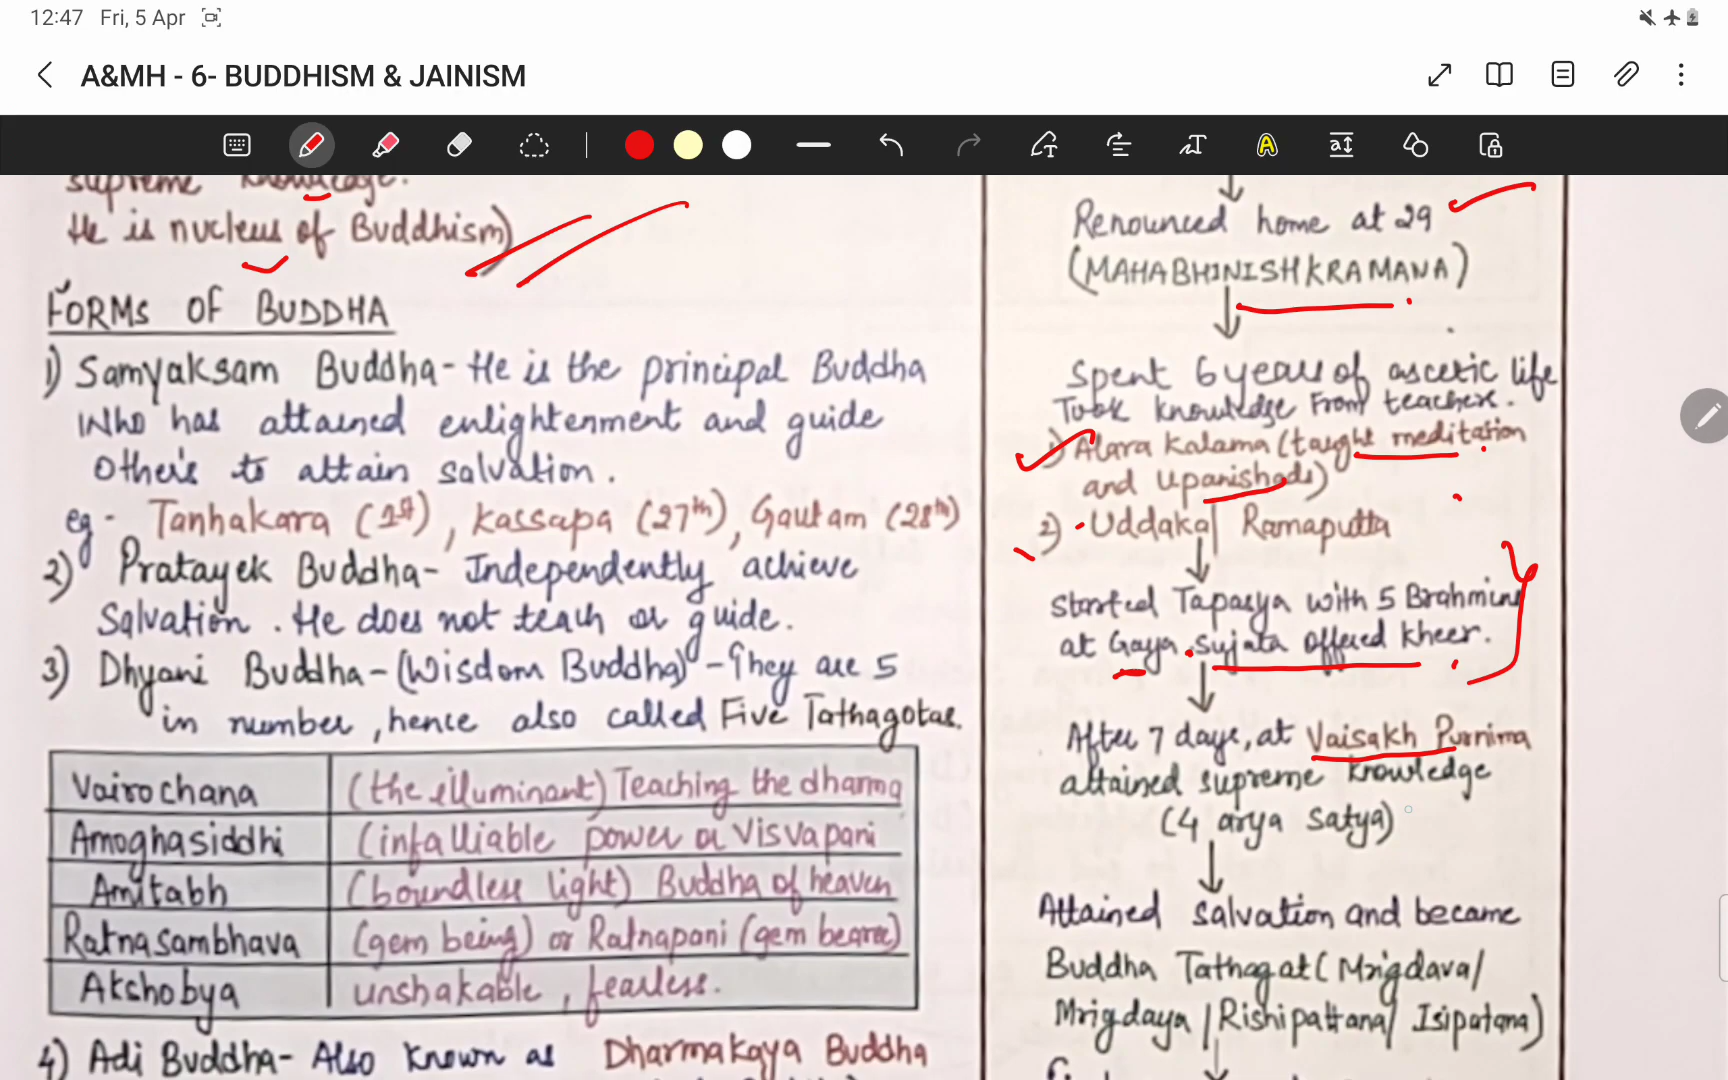 12:47 Fri, 5 Apr
A&MH - 6- BUDDHISM & JAINISM
supreme knowledge.
He is nucleus of Buddhism)
FORMS OF BUDDHA
1) Samyaksam Buddha - He is the principal Buddha
Who has attained enlightenment and guide
Others to attain salvation.
eg - Tanhakara (1st), Kassapa (27th), Gautam (28th)
2) Pratayek Buddha - Independently achieve
Salvation. He does not teach or guide.
3) Dhyani Buddha - (Wisdom Buddha) - They are 5
in number, hence also called Five Tathagotas.
Vairochana (the illuminant) Teaching the dharma
Amoghasiddhi (infalliable power or Visvapani
Amitabh (boundless light) Buddha of heaven
Ratnasambhava (gem being) or Ratnapani (gem bearer)
Akshobya unshakable, fearless.
4) Adi Buddha - Also known as Dharmakaya Buddha
Renounced home at 29
(MAHABHINISHKRAMANA)
Spent 6 years of ascetic life
Took knowledge From teachers.
1) Alara Kalama (taught meditation
and Upanishads)
2) Uddaka Ramaputta
Started Tapasya with 5 Brahmins
at Gaya. Sujata offered kheer.
After 7 days, at Vaisakh Purnima
attained supreme knowledge
(4 arya Satya)
Attained salvation and became
Buddha Tathagat (Mrigdava/
Mrigdaya / Rishipattana / Isipatana)